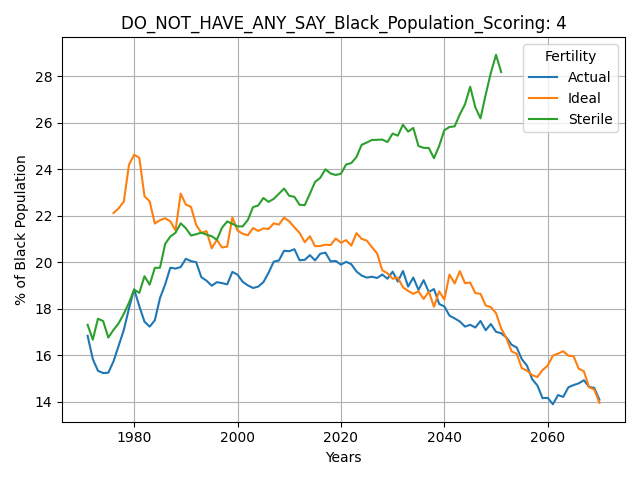 DO_NOT_HAVE_ANY_SAY_Black_Population_Scoring: 4
Fertility
Actual
Ideal
Sterile
% of Black Population
28
26
24
22
20
18
16
14
1980
2000
2020
2040
2060
Years